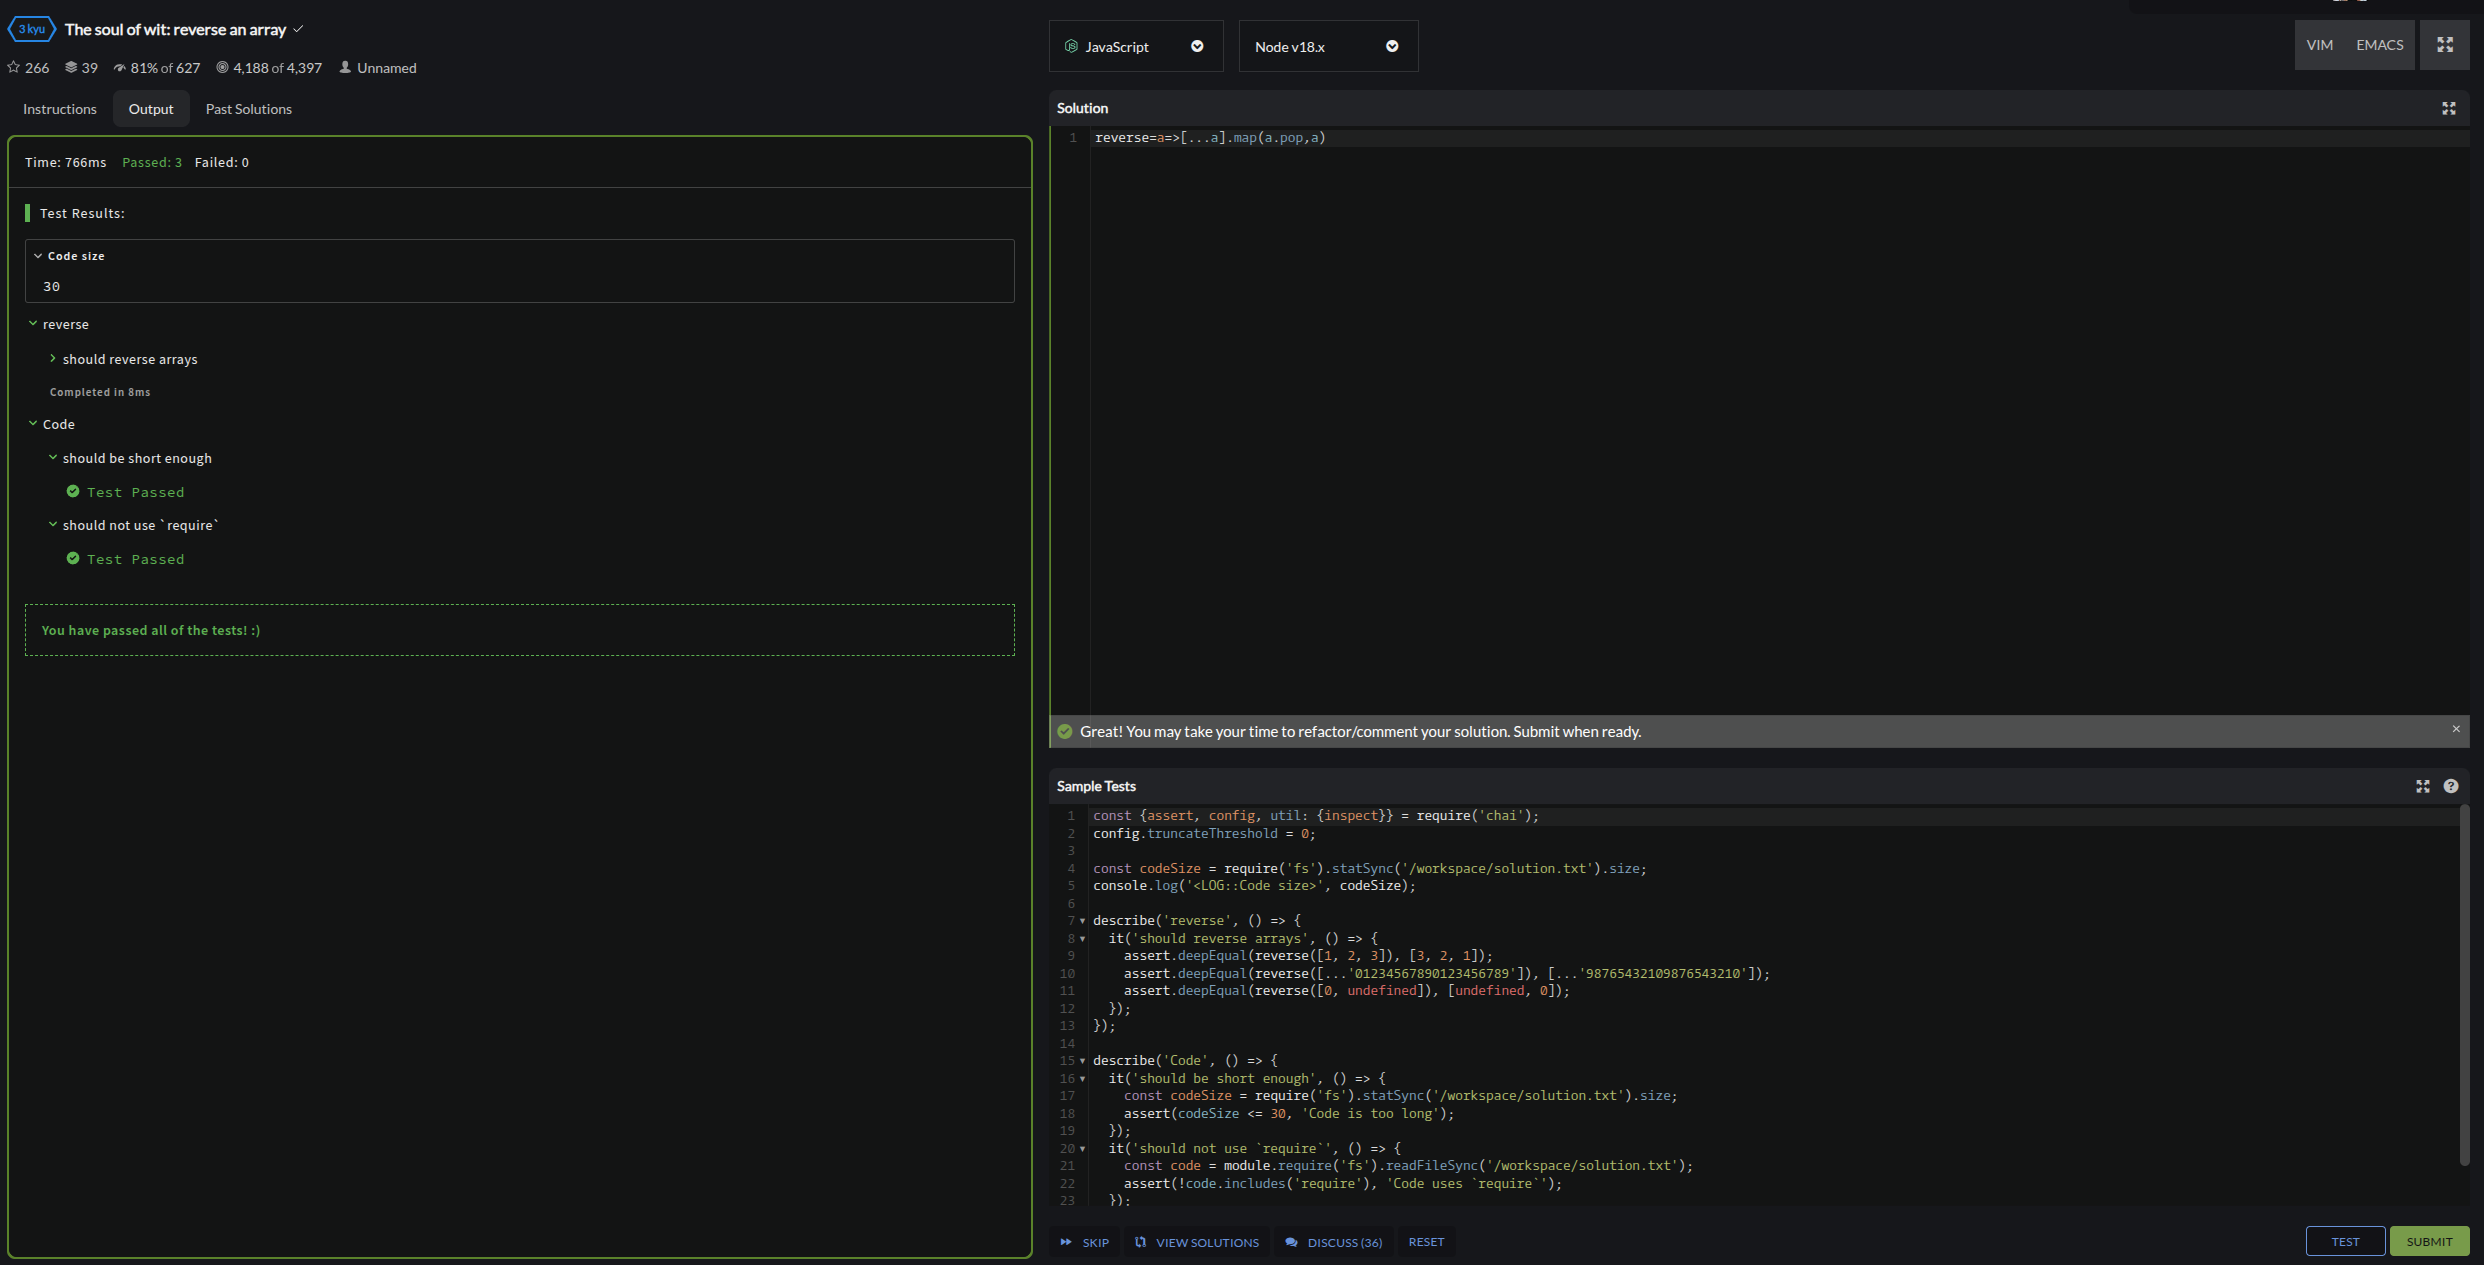 3 kyu The soul of wit: reverse an array
266 39 81% of 627 4,188 of 4,397 Unnamed
Instructions Output Past Solutions
Time: 766ms Passed: 3 Failed: 0
Test Results:
Code size
30
reverse
should reverse arrays
Completed in 8ms
Code
should be short enough
Test Passed
should not use `require`
Test Passed
You have passed all of the tests! :)
JavaScript Node v18.x VIM EMACS
Solution
1 reverse=a=>[...a].map(a.pop,a)
Great! You may take your time to refactor/comment your solution. Submit when ready. ×
Sample Tests
1 const {assert, config, util: {inspect}} = require('chai');
2 config.truncateThreshold = 0;
3
4 const codeSize = require('fs').statSync('/workspace/solution.txt').size;
5 console.log('<LOG::Code size>', codeSize);
6
7 describe('reverse', () => {
8 it('should reverse arrays', () => {
9 assert.deepEqual(reverse([1, 2, 3]), [3, 2, 1]);
10 assert.deepEqual(reverse([...'01234567890123456789']), [...'98765432109876543210']);
11 assert.deepEqual(reverse([0, undefined]), [undefined, 0]);
12 });
13 });
14
15 describe('Code', () => {
16 it('should be short enough', () => {
17 const codeSize = require('fs').statSync('/workspace/solution.txt').size;
18 assert(codeSize <= 30, 'Code is too long');
19 });
20 it('should not use `require`', () => {
21 const code = module.require('fs').readFileSync('/workspace/solution.txt');
22 assert(!code.includes('require'), 'Code uses `require`');
23 });
SKIP VIEW SOLUTIONS DISCUSS (36) RESET TEST SUBMIT